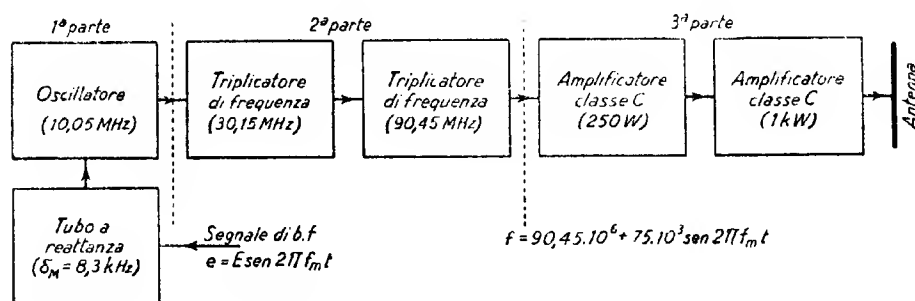 1ª parte
2ª parte
3ª parte
Oscillatore
(10,05 MHz)
Triplicatore
di frequenza
(30,15 MHz)
Triplicatore
di frequenza
(90,45 MHz)
Amplificatore
classe C
(250 W)
Amplificatore
classe C
(1 kW)
Antenna
Tubo a
reattanza
(δM = 8,3 kHz)
Segnale di b.f
e = E sen 2π fm t
f = 90,45.10⁶ + 75.10³ sen 2π fm t